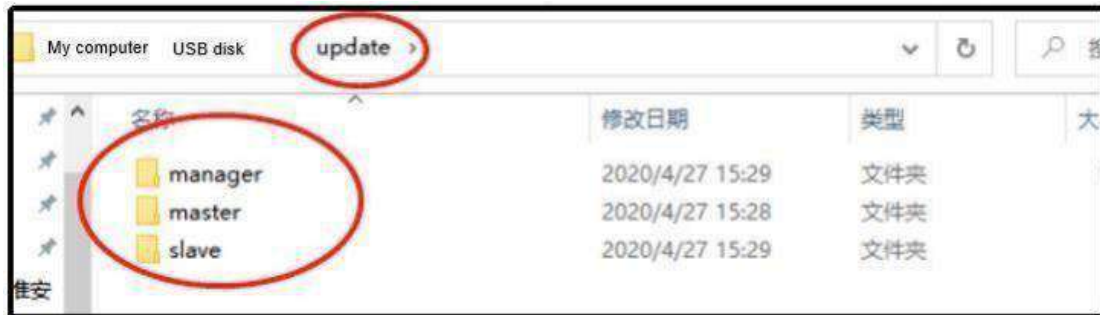 My computer USB disk update >
名称 修改日期 类型 大
manager 2020/4/27 15:29 文件夹
master 2020/4/27 15:28 文件夹
slave 2020/4/27 15:29 文件夹
淮安